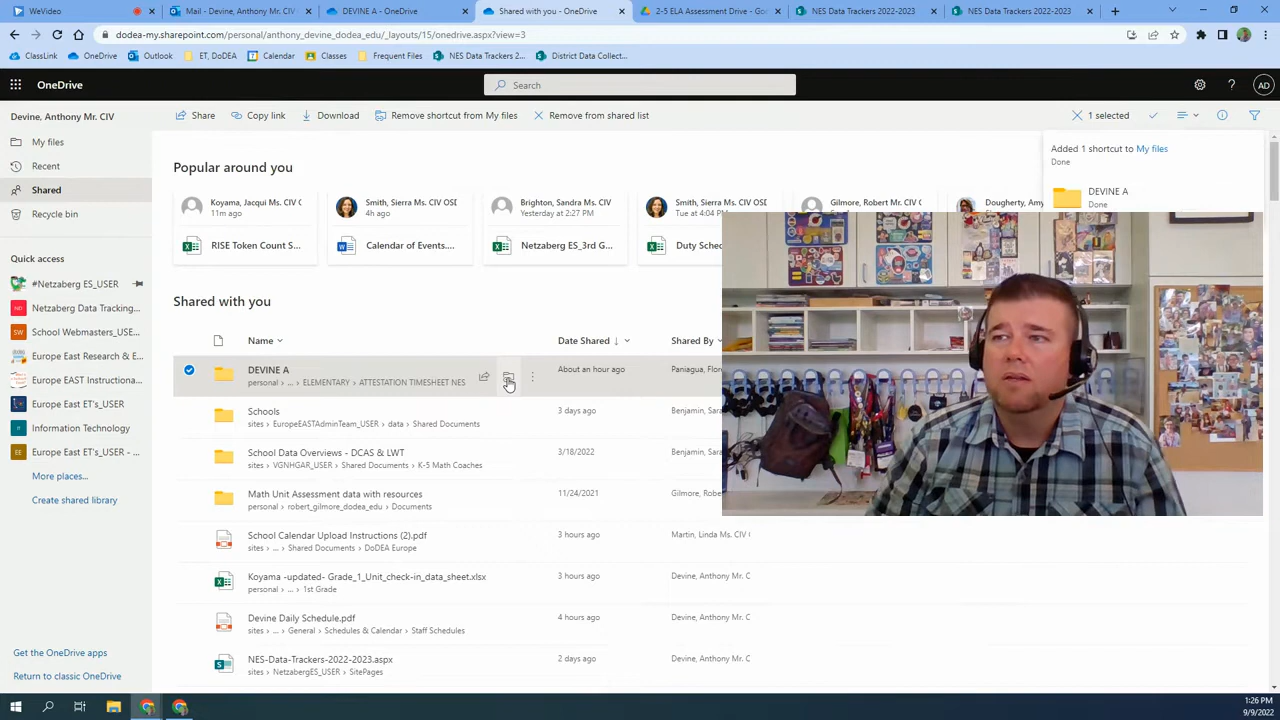 WeVideo
Mail - Devine, Anthony Mr. CIV
DEVINE A - OneDrive
Shared with you - OneDrive
2-5 ELA Assessment Drive - Goo
NES Data Trackers 2022-2023
NES Data Trackers 2022-2023
dodea-my.sharepoint.com/personal/anthony_devine_dodea_edu/_layouts/15/onedrive.aspx?view=3
ClassLink
OneDrive
Outlook
ET, DoDEA
Calendar
Classes
Frequent Files
NES Data Trackers 2...
District Data Collec...
OneDrive
Search
AD
Devine, Anthony Mr. CIV
Share
Copy link
Download
Remove shortcut from My files
Remove from shared list
1 selected
My files
Recent
Shared
Recycle bin
Quick access
#Netzaberg ES_USER
ND
Netzaberg Data Tracking...
SW
School Webmasters_USE...
Europe East Research & E...
Europe EAST Instructiona...
Europe East ET's_USER
Information Technology
EE
Europe East ET's_USER - ...
More places...
Create shared library
Get the OneDrive apps
Return to classic OneDrive
Popular around you
Koyama, Jacqui Ms. CIV (
11m ago
RISE Token Count S...
Smith, Sierra Ms. CIV OSD
4h ago
Calendar of Events....
Brighton, Sandra Ms. CIV
Yesterday at 2:27 PM
Netzaberg ES_3rd G...
Smith, Sierra Ms. CIV OSD
Tue at 4:04 PM
Duty Sched
Gilmore, Robert Mr. CIV (
Dougherty, Amy
Added 1 shortcut to My files
Done
DEVINE A
Done
Shared with you
Name
Date Shared
Shared By
DEVINE A
personal > ... > ELEMENTARY > ATTESTATION TIMESHEET NES
About an hour ago
Paniagua, Flor
Schools
sites > EuropeEASTAdminTeam_USER > data > Shared Documents
3 days ago
Benjamin, Sara
School Data Overviews - DCAS & LWT
sites > VGNHGAR_USER > Shared Documents > K-5 Math Coaches
3/18/2022
Benjamin, Sara
Math Unit Assessment data with resources
personal > robert_gilmore_dodea_edu > Documents
11/24/2021
Gilmore, Robe
School Calendar Upload Instructions (2).pdf
sites > ... > Shared Documents > DoDEA Europe
3 hours ago
Martin, Linda Ms. CIV (
Koyama -updated- Grade_1_Unit_check-in_data_sheet.xlsx
personal > ... > 1st Grade
3 hours ago
Devine, Anthony Mr. C
Devine Daily Schedule.pdf
sites > ... > General > Schedules & Calendar > Staff Schedules
4 hours ago
Devine, Anthony Mr. C
NES-Data-Trackers-2022-2023.aspx
sites > NetzabergES_USER > SitePages
2 days ago
Devine, Anthony Mr. C
1:26 PM
9/9/2022